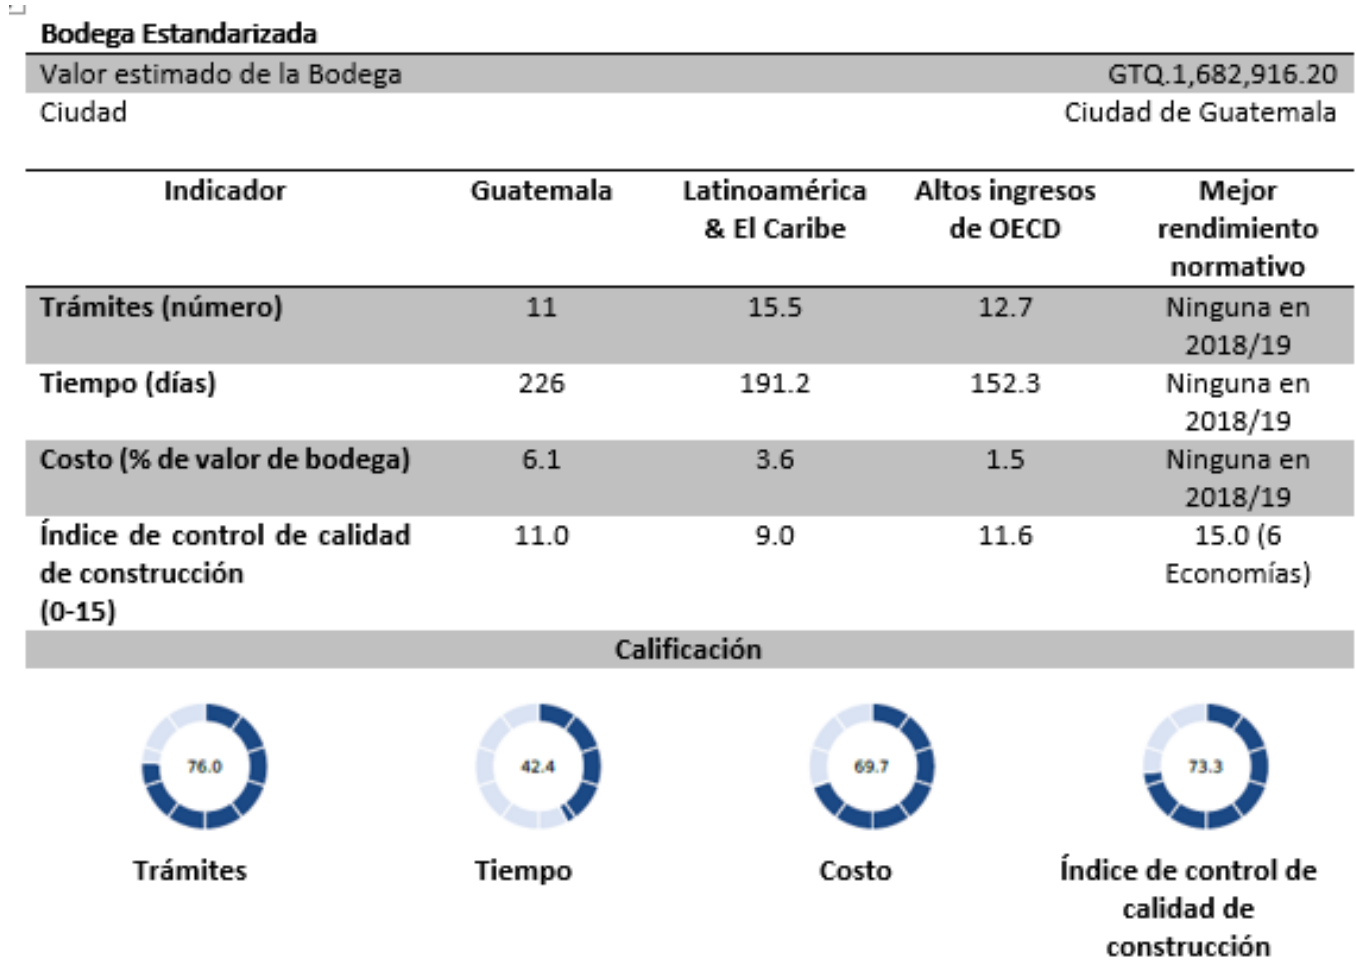 Bodega Estandarizada
Valor estimado de la Bodega GTQ.1,682,916.20
Ciudad Ciudad de Guatemala
Indicador Guatemala Latinoamérica Altos ingresos Mejor
& El Caribe de OECD rendimiento
normativo
Trámites (número) 11 15.5 12.7 Ninguna en
2018/19
Tiempo (días) 226 191.2 152.3 Ninguna en
2018/19
Costo (% de valor de bodega) 6.1 3.6 1.5 Ninguna en
2018/19
Índice de control de calidad 11.0 9.0 11.6 15.0 (6
de construcción Economías)
(0-15)
Calificación
76.0 42.4 69.7 73.3
Trámites Tiempo Costo Índice de control de
calidad de
construcción